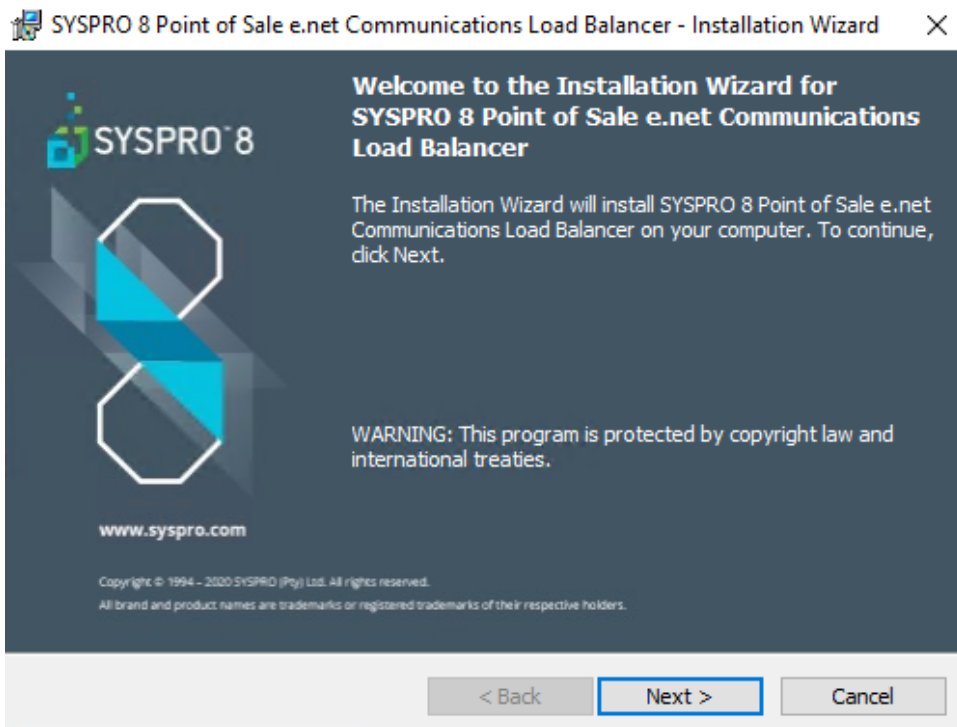 SYSPRO 8 Point of Sale e.net Communications Load Balancer - Installation Wizard
SYSPRO™8
Welcome to the Installation Wizard for
SYSPRO 8 Point of Sale e.net Communications
Load Balancer
The Installation Wizard will install SYSPRO 8 Point of Sale e.net
Communications Load Balancer on your computer. To continue,
click Next.
WARNING: This program is protected by copyright law and
international treaties.
www.syspro.com
Copyright © 1994 – 2020 SYSPRO (Pty) Ltd. All rights reserved.
All brand and product names are trademarks or registered trademarks of their respective holders.
< Back
Next >
Cancel